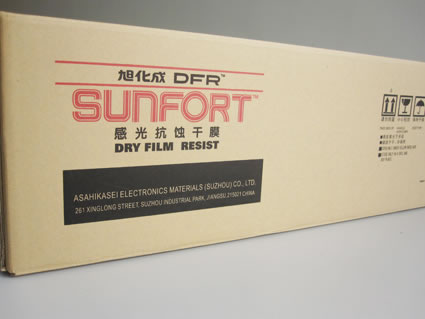 旭化成 DFR™
SUNFORT™
感光抗蚀干膜
DRY FILM RESIST
ASAHIKASEI ELECTRONICS MATERIALS (SUZHOU) CO., LTD.
261 XINGLONG STREET, SUZHOU INDUSTRIAL PARK, JIANGSU 215021 CHINA